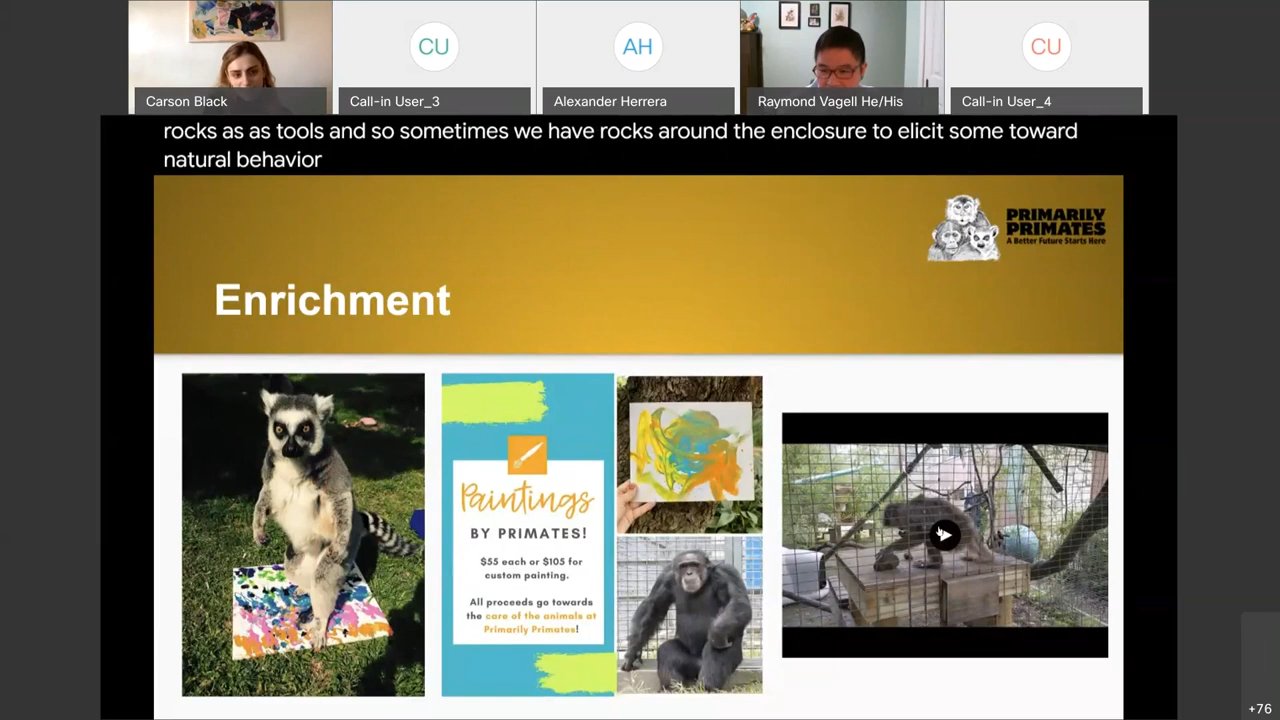 CU
AH
CU
Carson Black
Call-in User_3
Alexander Herrera
Raymond Vagell He/His
Call-in User_4
rocks as as tools and so sometimes we have rocks around the enclosure to elicit some toward
natural behavior
PRIMARILY
PRIMATES
A Better Future Starts Here
Enrichment
Paintings
BY PRIMATES!
$55 each or $105 for
custom painting.
All proceeds go towards
the care of the animals at
Primarily Primates!
+76